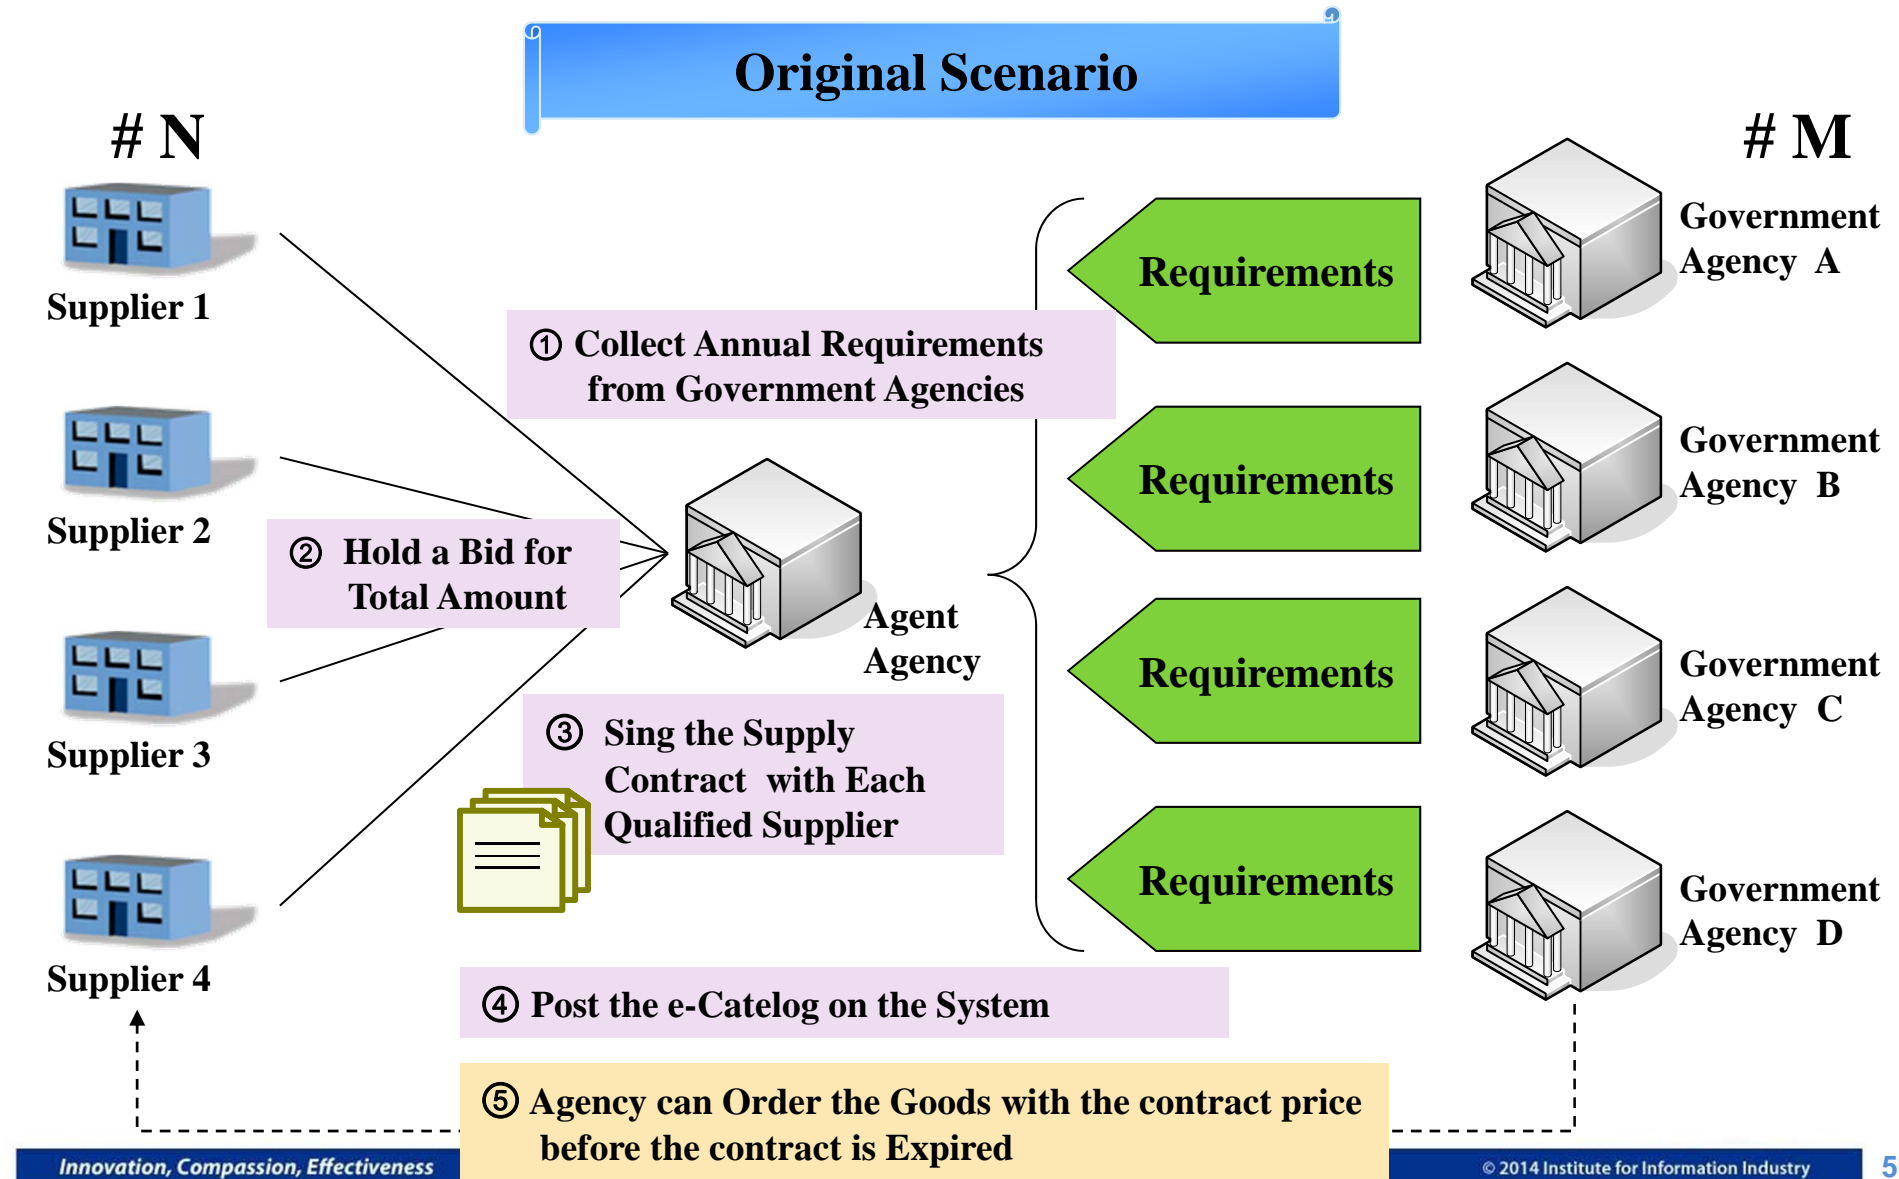 Original Scenario
# N
# M
Supplier 1
Supplier 2
Supplier 3
Supplier 4
① Collect Annual Requirements
from Government Agencies
② Hold a Bid for
Total Amount
Agent
Agency
③ Sing the Supply
Contract with Each
Qualified Supplier
Requirements
Requirements
Requirements
Requirements
Government
Agency A
Government
Agency B
Government
Agency C
Government
Agency D
④ Post the e-Catelog on the System
⑤ Agency can Order the Goods with the contract price
before the contract is Expired
Innovation, Compassion, Effectiveness
© 2014 Institute for Information Industry
5